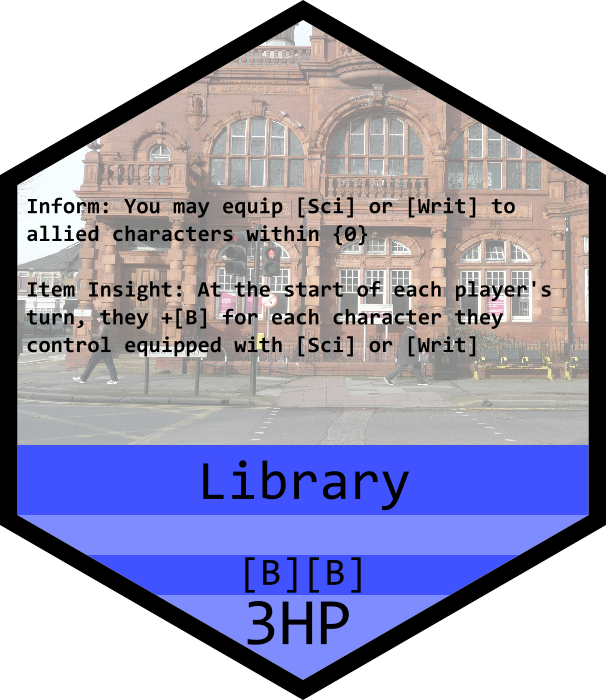 Inform: You may equip [Sci] or [Writ] to
allied characters within {0}
Item Insight: At the start of each player's
turn, they +[B] for each character they
control equipped with [Sci] or [Writ]
Library
[B][B]
3HP